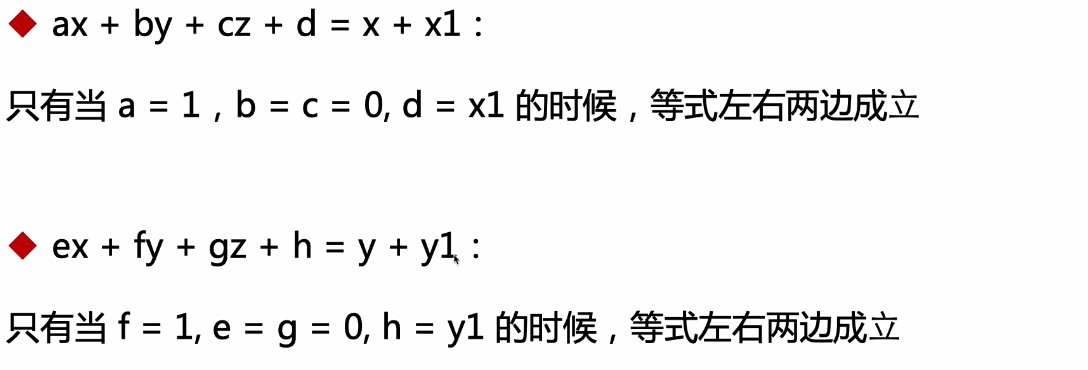 ◆ ax + by + cz + d = x + x1 :
只有当 a = 1 , b = c = 0, d = x1 的时候，等式左右两边成立
◆ ex + fy + gz + h = y + y1 :
只有当 f = 1, e = g = 0, h = y1 的时候，等式左右两边成立